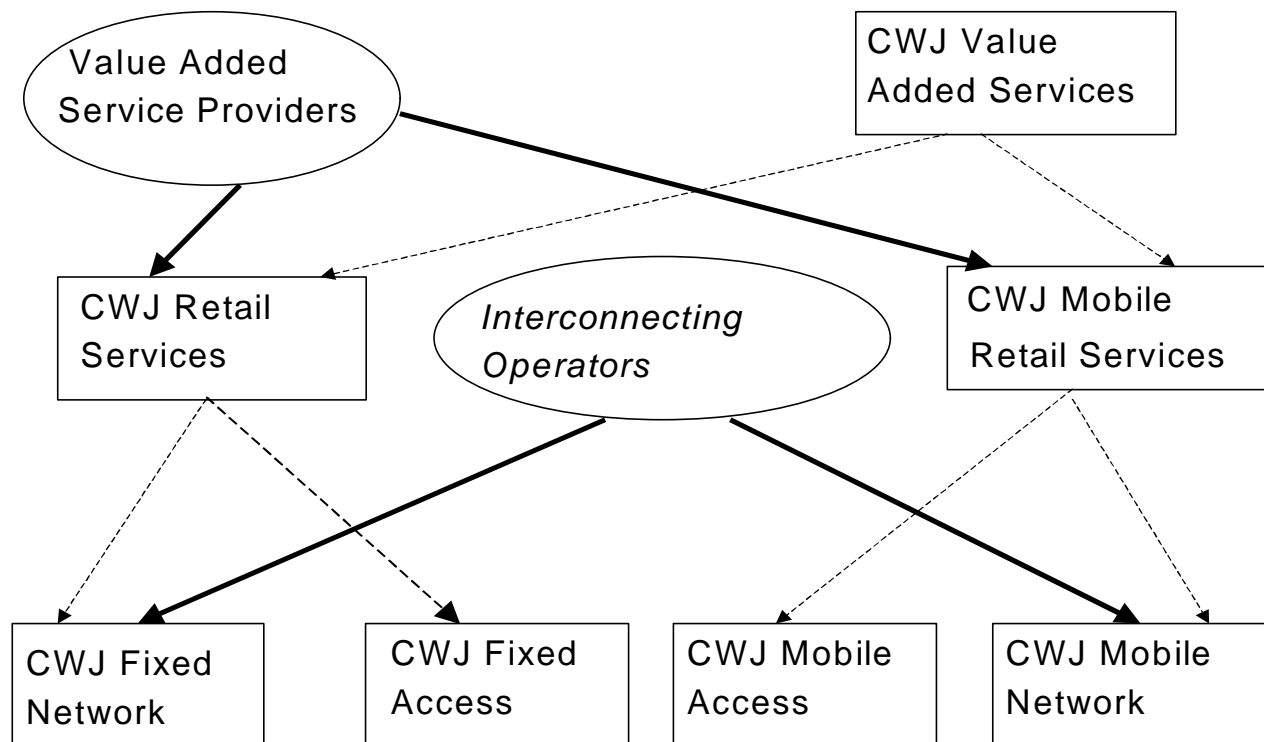 Value Added
Service Providers
CWJ Value
Added Services
CWJ Retail
Services
Interconnecting
Operators
CWJ Mobile
Retail Services
CWJ Fixed
Network
CWJ Fixed
Access
CWJ Mobile
Access
CWJ Mobile
Network